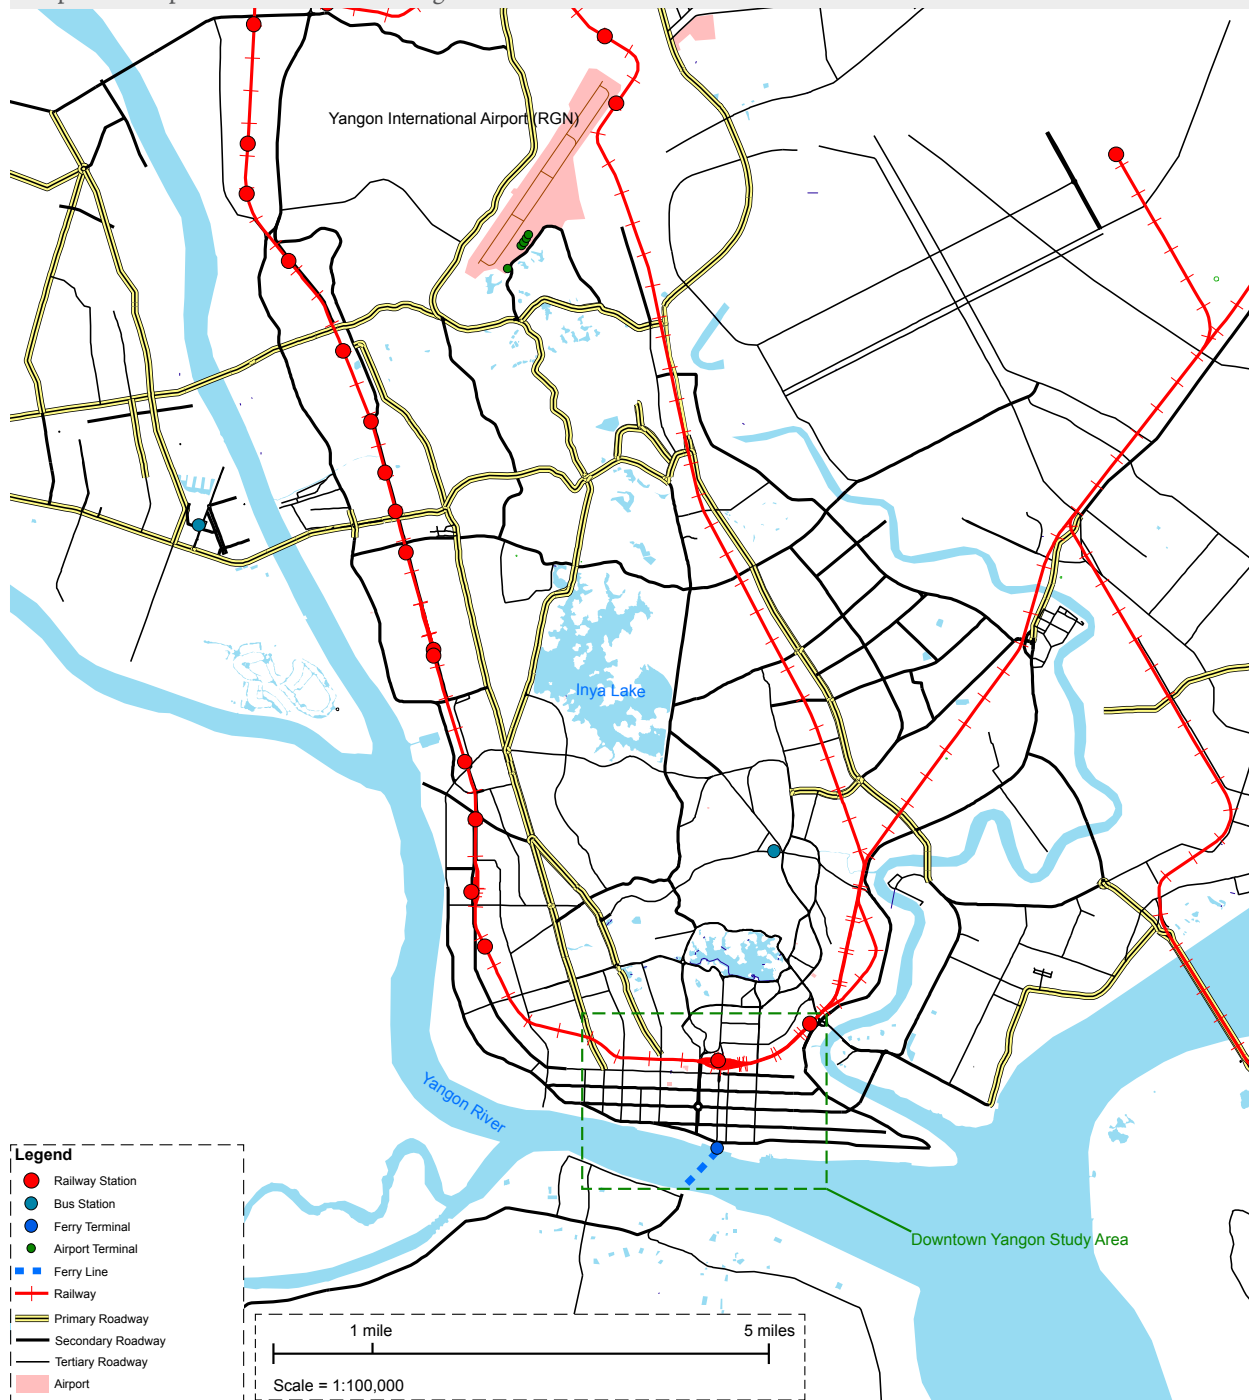 Yangon International Airport (RGN)
Inya Lake
Yangon River
Downtown Yangon Study Area
Legend
Railway Station
Bus Station
Ferry Terminal
Airport Terminal
Ferry Line
Railway
Primary Roadway
Secondary Roadway
Tertiary Roadway
Airport
1 mile
5 miles
Scale = 1:100,000